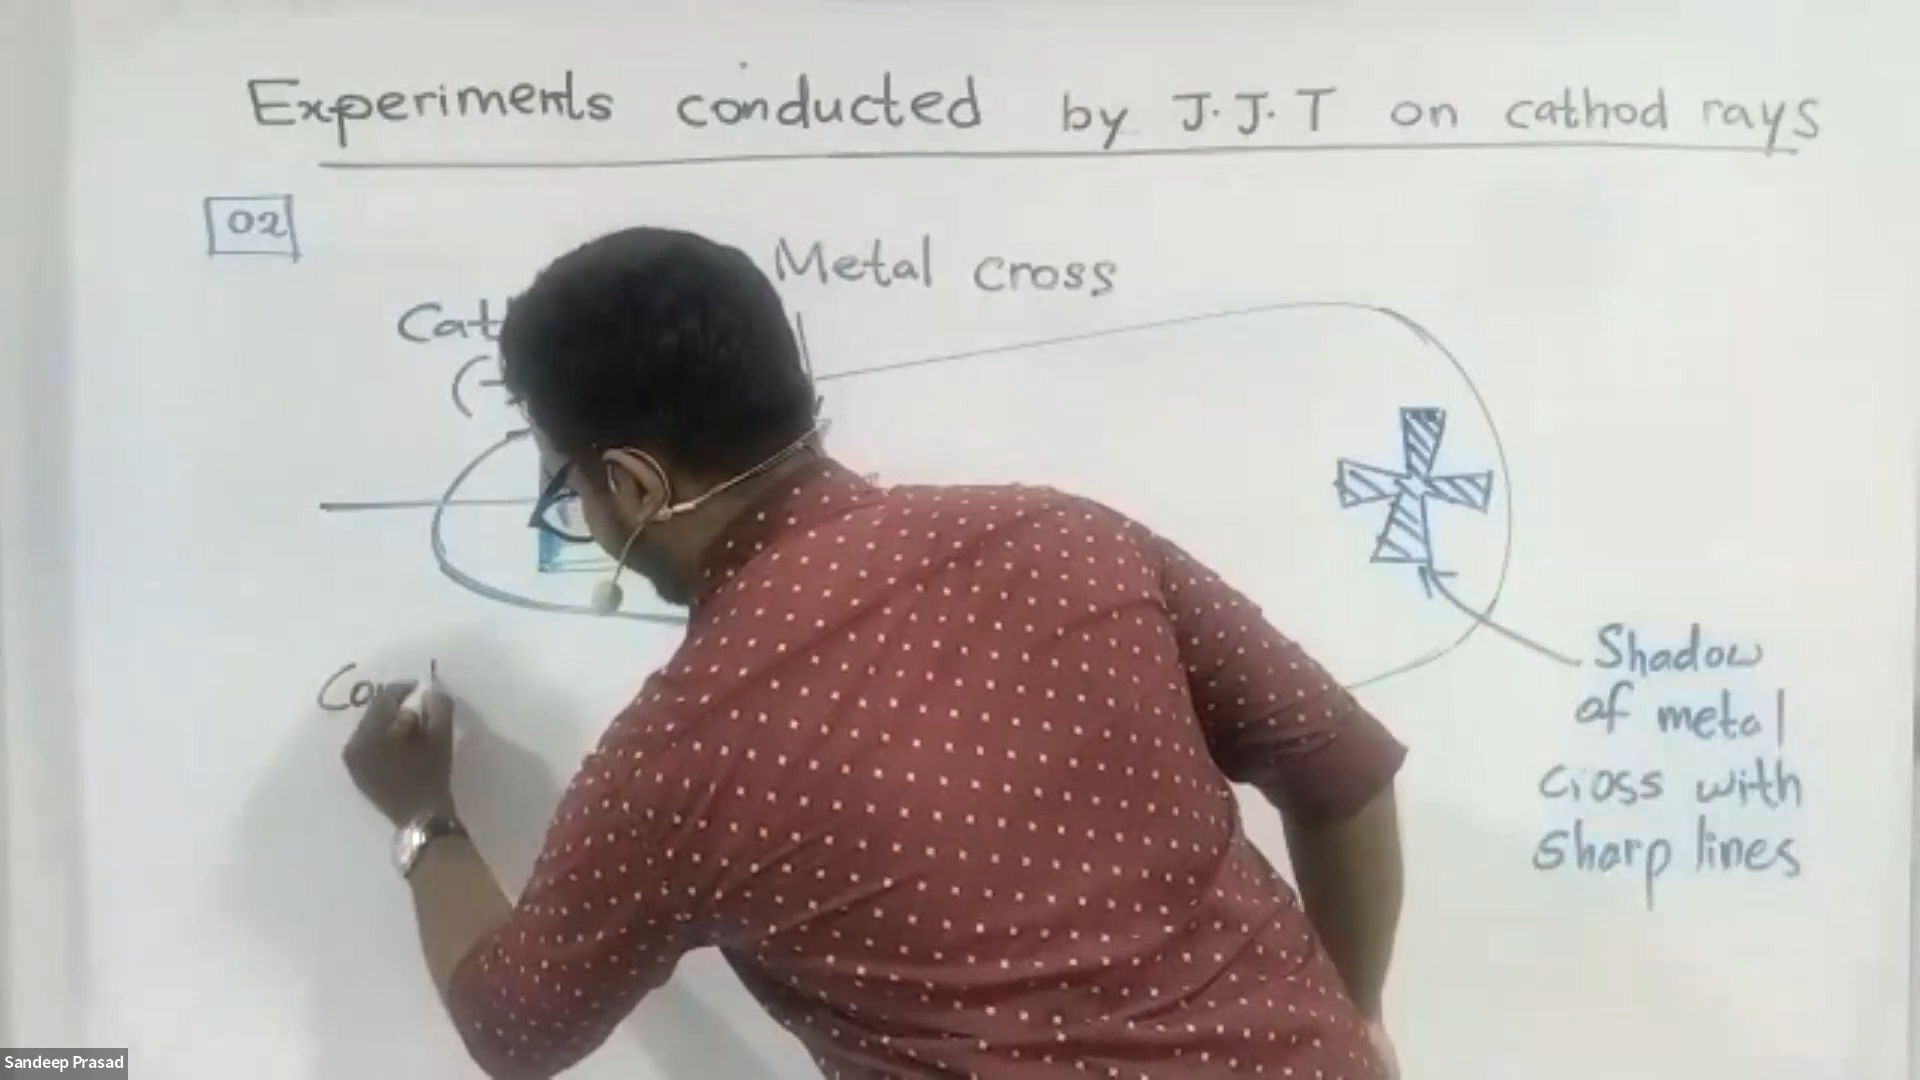 Experiments conducted by J.J.T on cathod rays
02
Metal cross
Shadow
of metal
cross with
sharp lines
Sandeep Prasad